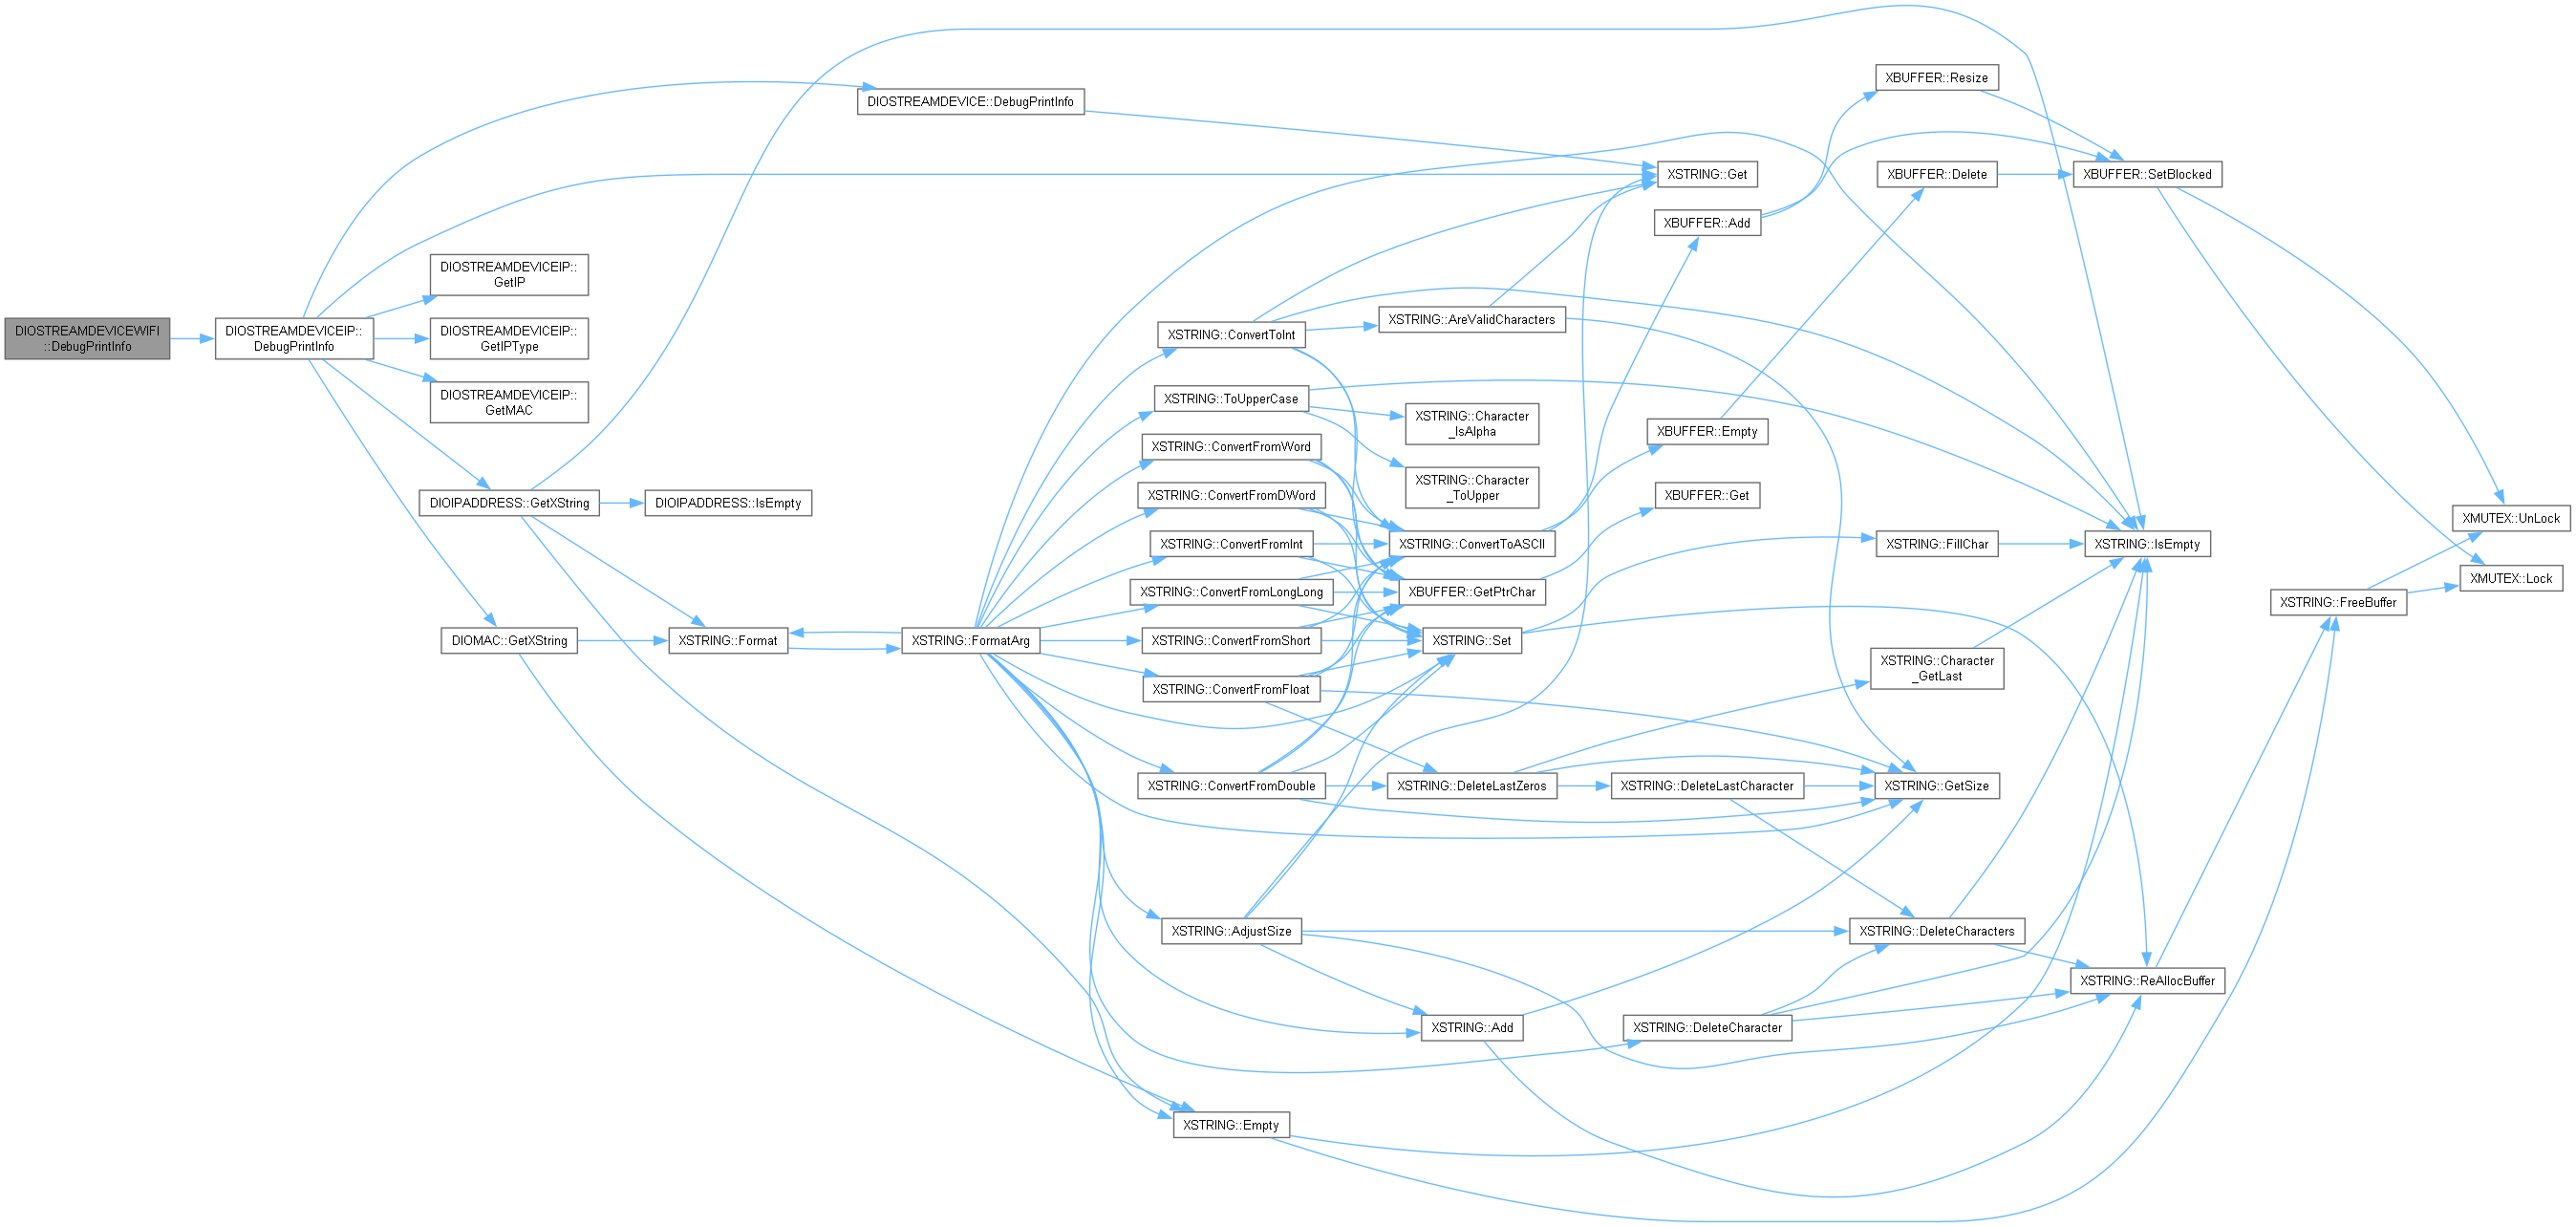 DIOSTREAMDEVICEWIFI
::DebugPrintInfo
DIOSTREAMDEVICEIP::
DebugPrintInfo
DIOSTREAMDEVICE::DebugPrintInfo
DIOSTREAMDEVICEIP::
GetIP
DIOSTREAMDEVICEIP::
GetIPType
DIOSTREAMDEVICEIP::
GetMAC
DIOIPADDRESS::GetXString
DIOIPADDRESS::IsEmpty
DIOMAC::GetXString
XSTRING::Format
XSTRING::FormatArg
XSTRING::ConvertToInt
XSTRING::ToUpperCase
XSTRING::ConvertFromWord
XSTRING::ConvertFromDWord
XSTRING::ConvertFromInt
XSTRING::ConvertFromLongLong
XSTRING::ConvertFromShort
XSTRING::ConvertFromFloat
XSTRING::ConvertFromDouble
XSTRING::AdjustSize
XSTRING::Empty
XSTRING::AreValidCharacters
XSTRING::Character
_IsAlpha
XSTRING::Character
_ToUpper
XSTRING::ConvertToASCII
XBUFFER::GetPtrChar
XSTRING::Set
XSTRING::DeleteLastZeros
XSTRING::Add
XSTRING::Get
XBUFFER::Add
XBUFFER::Empty
XBUFFER::Get
XSTRING::DeleteLastCharacter
XSTRING::DeleteCharacter
XBUFFER::Resize
XBUFFER::Delete
XSTRING::FillChar
XSTRING::Character
_GetLast
XSTRING::GetSize
XSTRING::DeleteCharacters
XBUFFER::SetBlocked
XSTRING::IsEmpty
XSTRING::ReAllocBuffer
XSTRING::FreeBuffer
XMUTEX::UnLock
XMUTEX::Lock